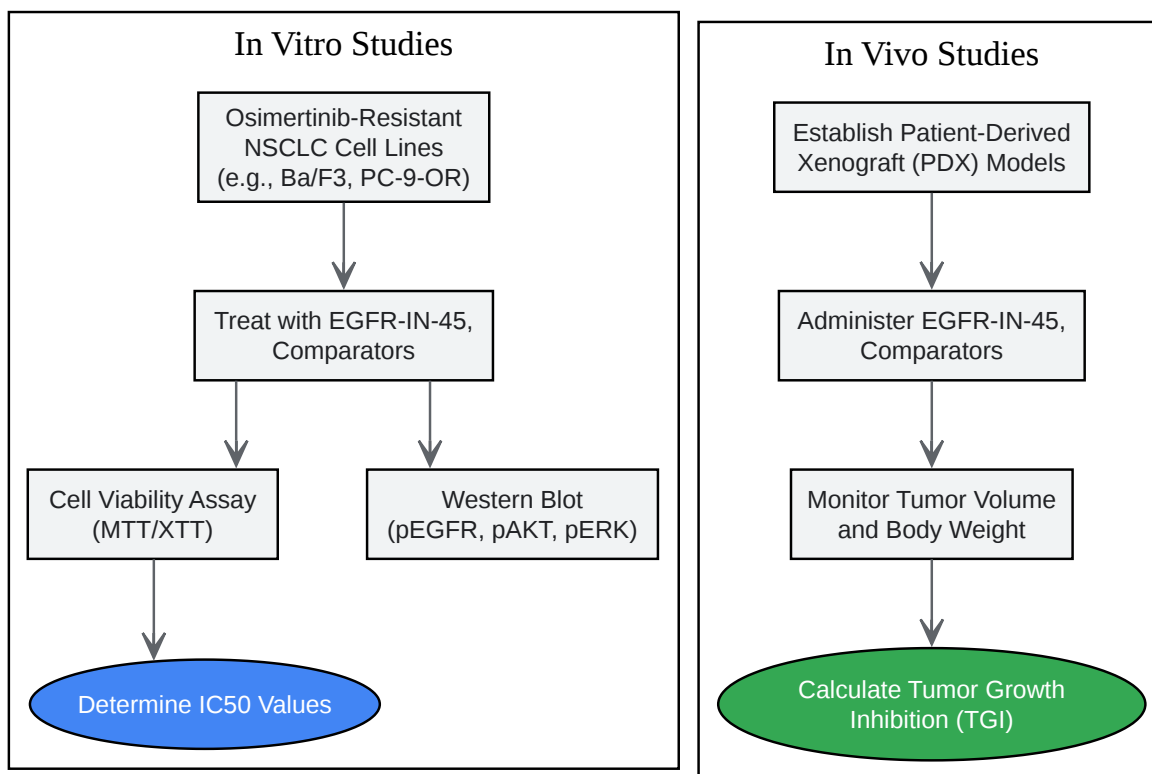 In Vitro Studies
Osimertinib-Resistant
NSCLC Cell Lines
(e.g., Ba/F3, PC-9-OR)
Treat with EGFR-IN-45,
Comparators
Cell Viability Assay
(MTT/XTT)
Western Blot
(pEGFR, pAKT, pERK)
Determine IC50 Values
In Vivo Studies
Establish Patient-Derived
Xenograft (PDX) Models
Administer EGFR-IN-45,
Comparators
Monitor Tumor Volume
and Body Weight
Calculate Tumor Growth
Inhibition (TGI)